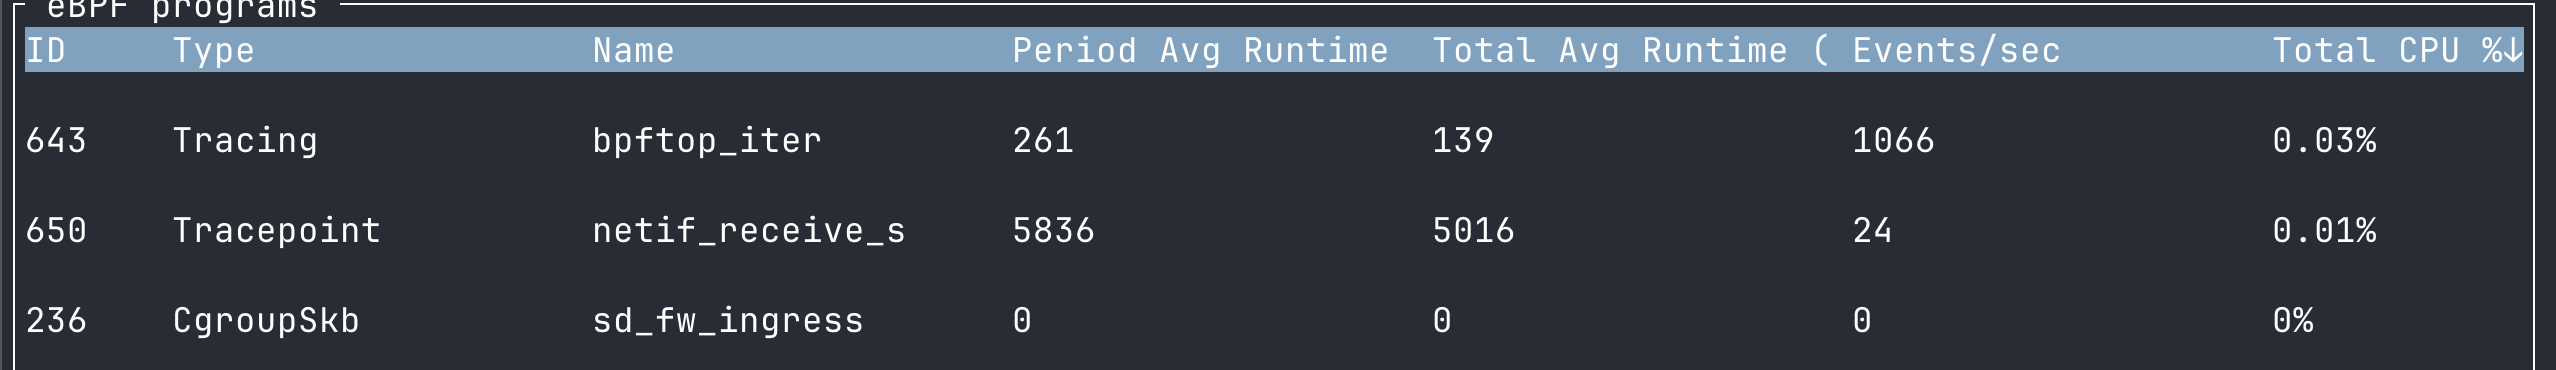 eBPF programs
ID Type Name Period Avg Runtime Total Avg Runtime ( Events/sec Total CPU %↓
643 Tracing bpftop_iter 261 139 1066 0.03%
650 Tracepoint netif_receive_s 5836 5016 24 0.01%
236 CgroupSkb sd_fw_ingress 0 0 0 0%